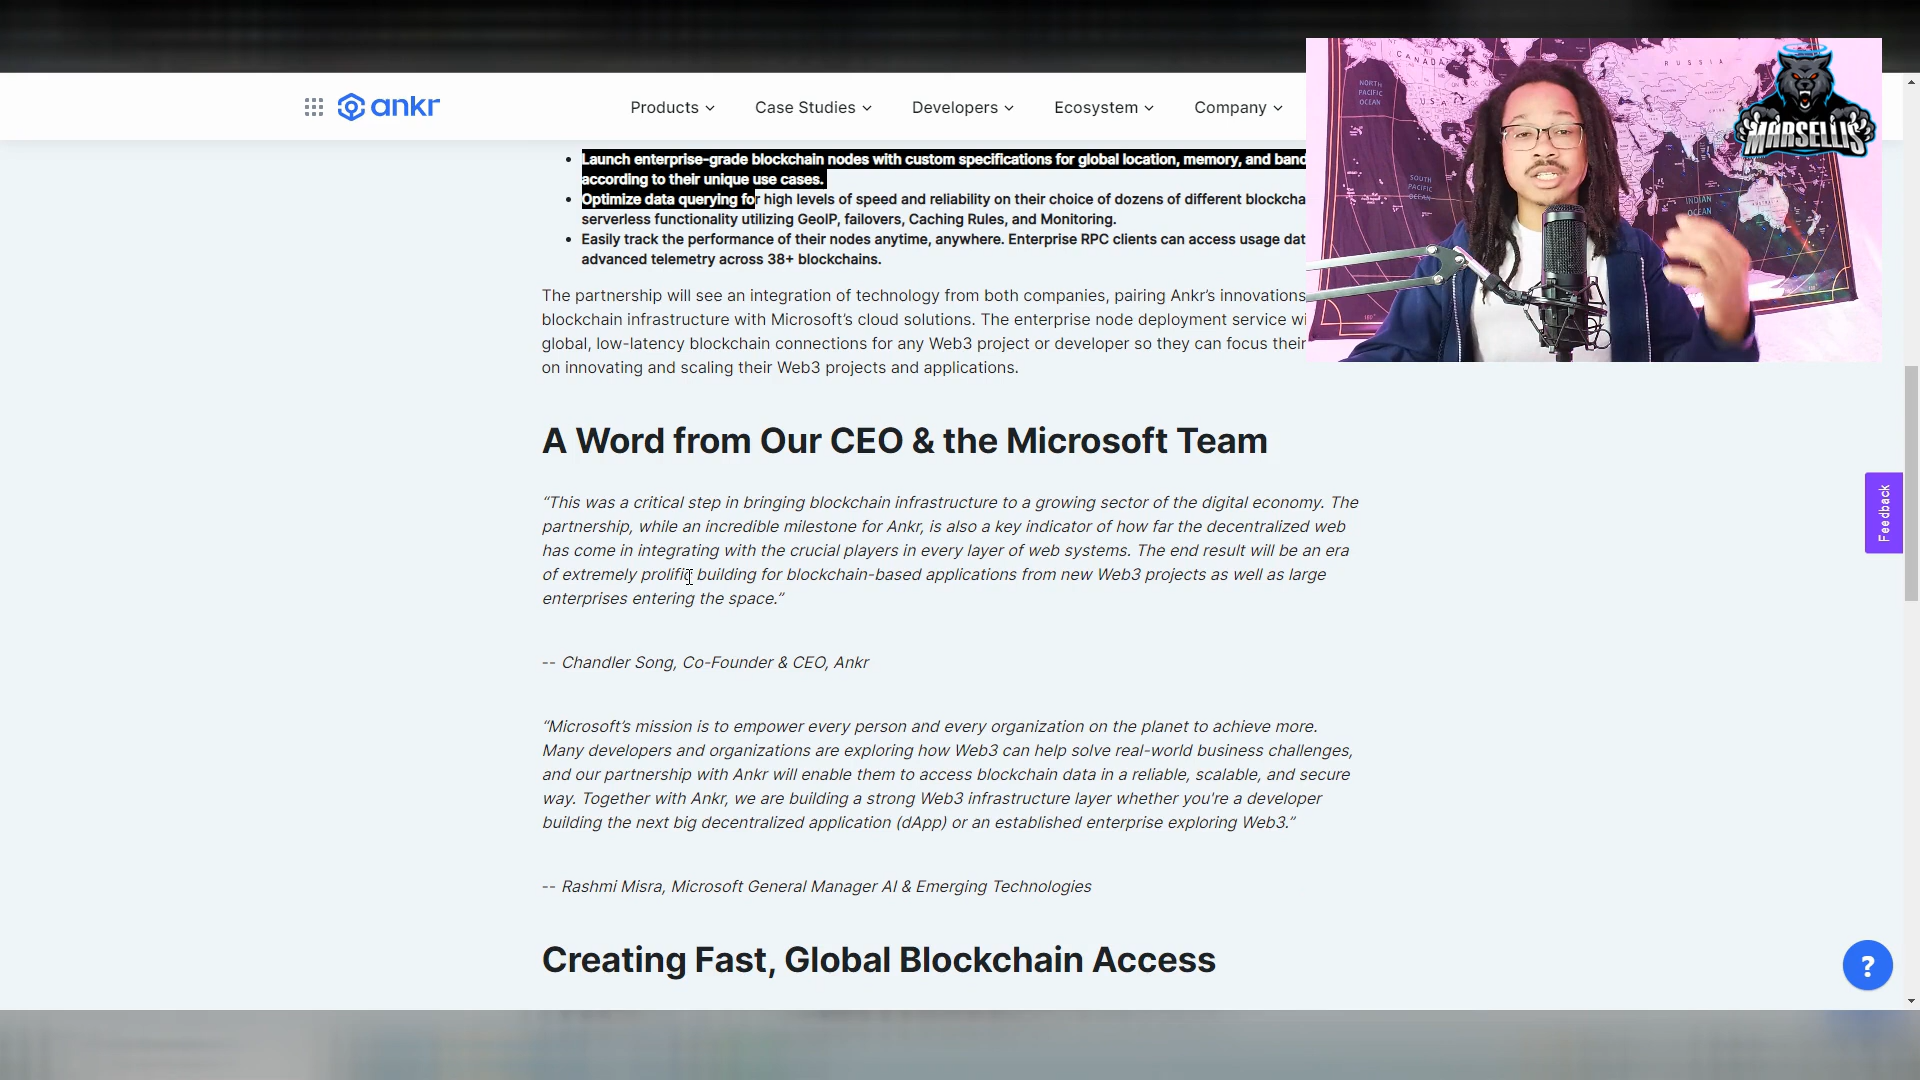 ankr
Products
Case Studies
Developers
Ecosystem
Company
Launch enterprise-grade blockchain nodes with custom specifications for global location, memory, and
according to their unique use cases.
Optimize data querying for high levels of speed and reliability on their choice of dozens of different
serverless functionality utilizing GeoIP, failovers, Caching Rules, and Monitoring.
Easily track the performance of their nodes anytime, anywhere. Enterprise RPC clients can access usage
advanced telemetry across 38+ blockchains.
The partnership will see an integration of technology from both companies, pairing Ankr’s innovations
blockchain infrastructure with Microsoft’s cloud solutions. The enterprise node deployment service
global, low-latency blockchain connections for any Web3 project or developer so they can focus their
on innovating and scaling their Web3 projects and applications.
A Word from Our CEO & the Microsoft Team
“This was a critical step in bringing blockchain infrastructure to a growing sector of the digital economy. The
partnership, while an incredible milestone for Ankr, is also a key indicator of how far the decentralized web
has come in integrating with the crucial players in every layer of web systems. The end result will be an era
of extremely prolific building for blockchain-based applications from new Web3 projects as well as large
enterprises entering the space.”
-- Chandler Song, Co-Founder & CEO, Ankr
“Microsoft’s mission is to empower every person and every organization on the planet to achieve more.
Many developers and organizations are exploring how Web3 can help solve real-world business challenges,
and our partnership with Ankr will enable them to access blockchain data in a reliable, scalable, and secure
way. Together with Ankr, we are building a strong Web3 infrastructure layer whether you're a developer
building the next big decentralized application (dApp) or an established enterprise exploring Web3.”
-- Rashmi Misra, Microsoft General Manager AI & Emerging Technologies
Creating Fast, Global Blockchain Access
Feedback
?
MARSELLIS
CANADA
RUSSIA
NORTH
PACIFIC
OCEAN
USA
SOUTH
PACIFIC
OCEAN
INDIAN
OCEAN